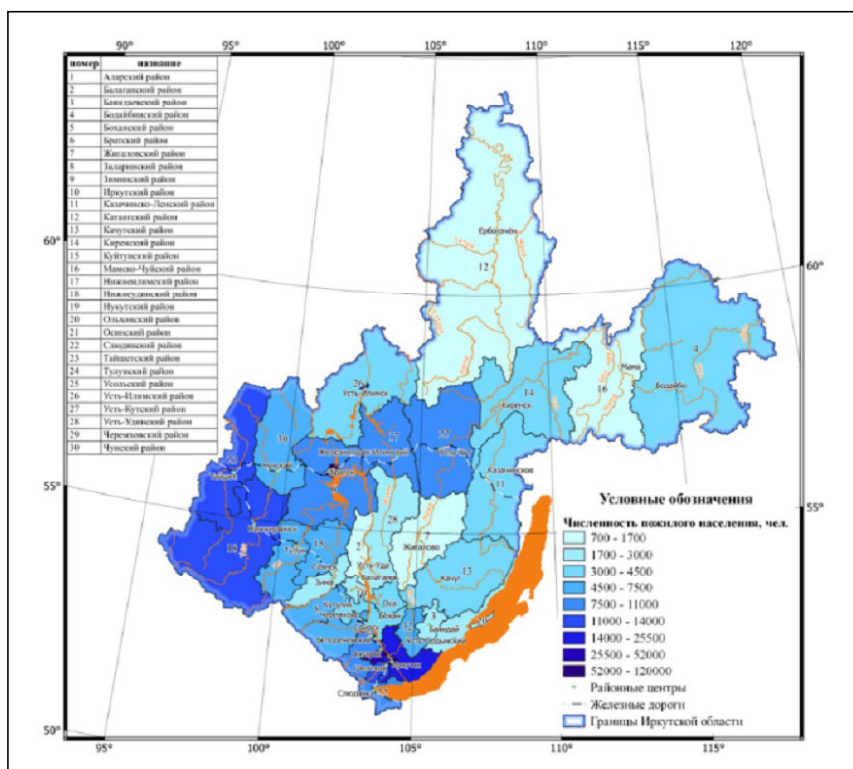 90° 95° 100° 105° 110° 115° 120°
номер название
1 Аларский район
2 Балаганский район
3 Баяндаевский район
4 Бодайбинский район
5 Боханский район
6 Братский район
7 Жигаловский район
8 Заларинский район
9 Зиминский район
10 Иркутский район
11 Казачинско-Ленский район
12 Катангский район
13 Качугский район
14 Киренский район
15 Куйтунский район
16 Мамско-Чуйский район
17 Нижнеилимский район
18 Нижнеудинский район
19 Нукутский район
20 Ольхонский район
21 Осинский район
22 Слюдянский район
23 Тайшетский район
24 Тулунский район
25 Усольский район
26 Усть-Илимский район
27 Усть-Кутский район
28 Усть-Удинский район
29 Черемховский район
30 Чунский район
60°
60°
Ербогачён
12
4
Мама
16
Бодайбо
26
Усть-Илимск
14
Киренск
30
Казачинское
11
55°
55°
28
7
Жигалово
2
Усть-Уда
Балаганск
Зима
13
Качуг
18
Оса
Бохан
3
Баяндай
20
Иркутск
Слюдянка
Условные обозначения
Численность пожилого населения, чел.
700 - 1700
1700 - 3000
3000 - 4500
4500 - 7500
7500 - 11000
11000 - 14000
14000 - 25500
25500 - 52000
52000 - 120000
Районные центры
Железные дороги
Границы Иркутской области
50°
50°
95° 100° 105° 110° 115°